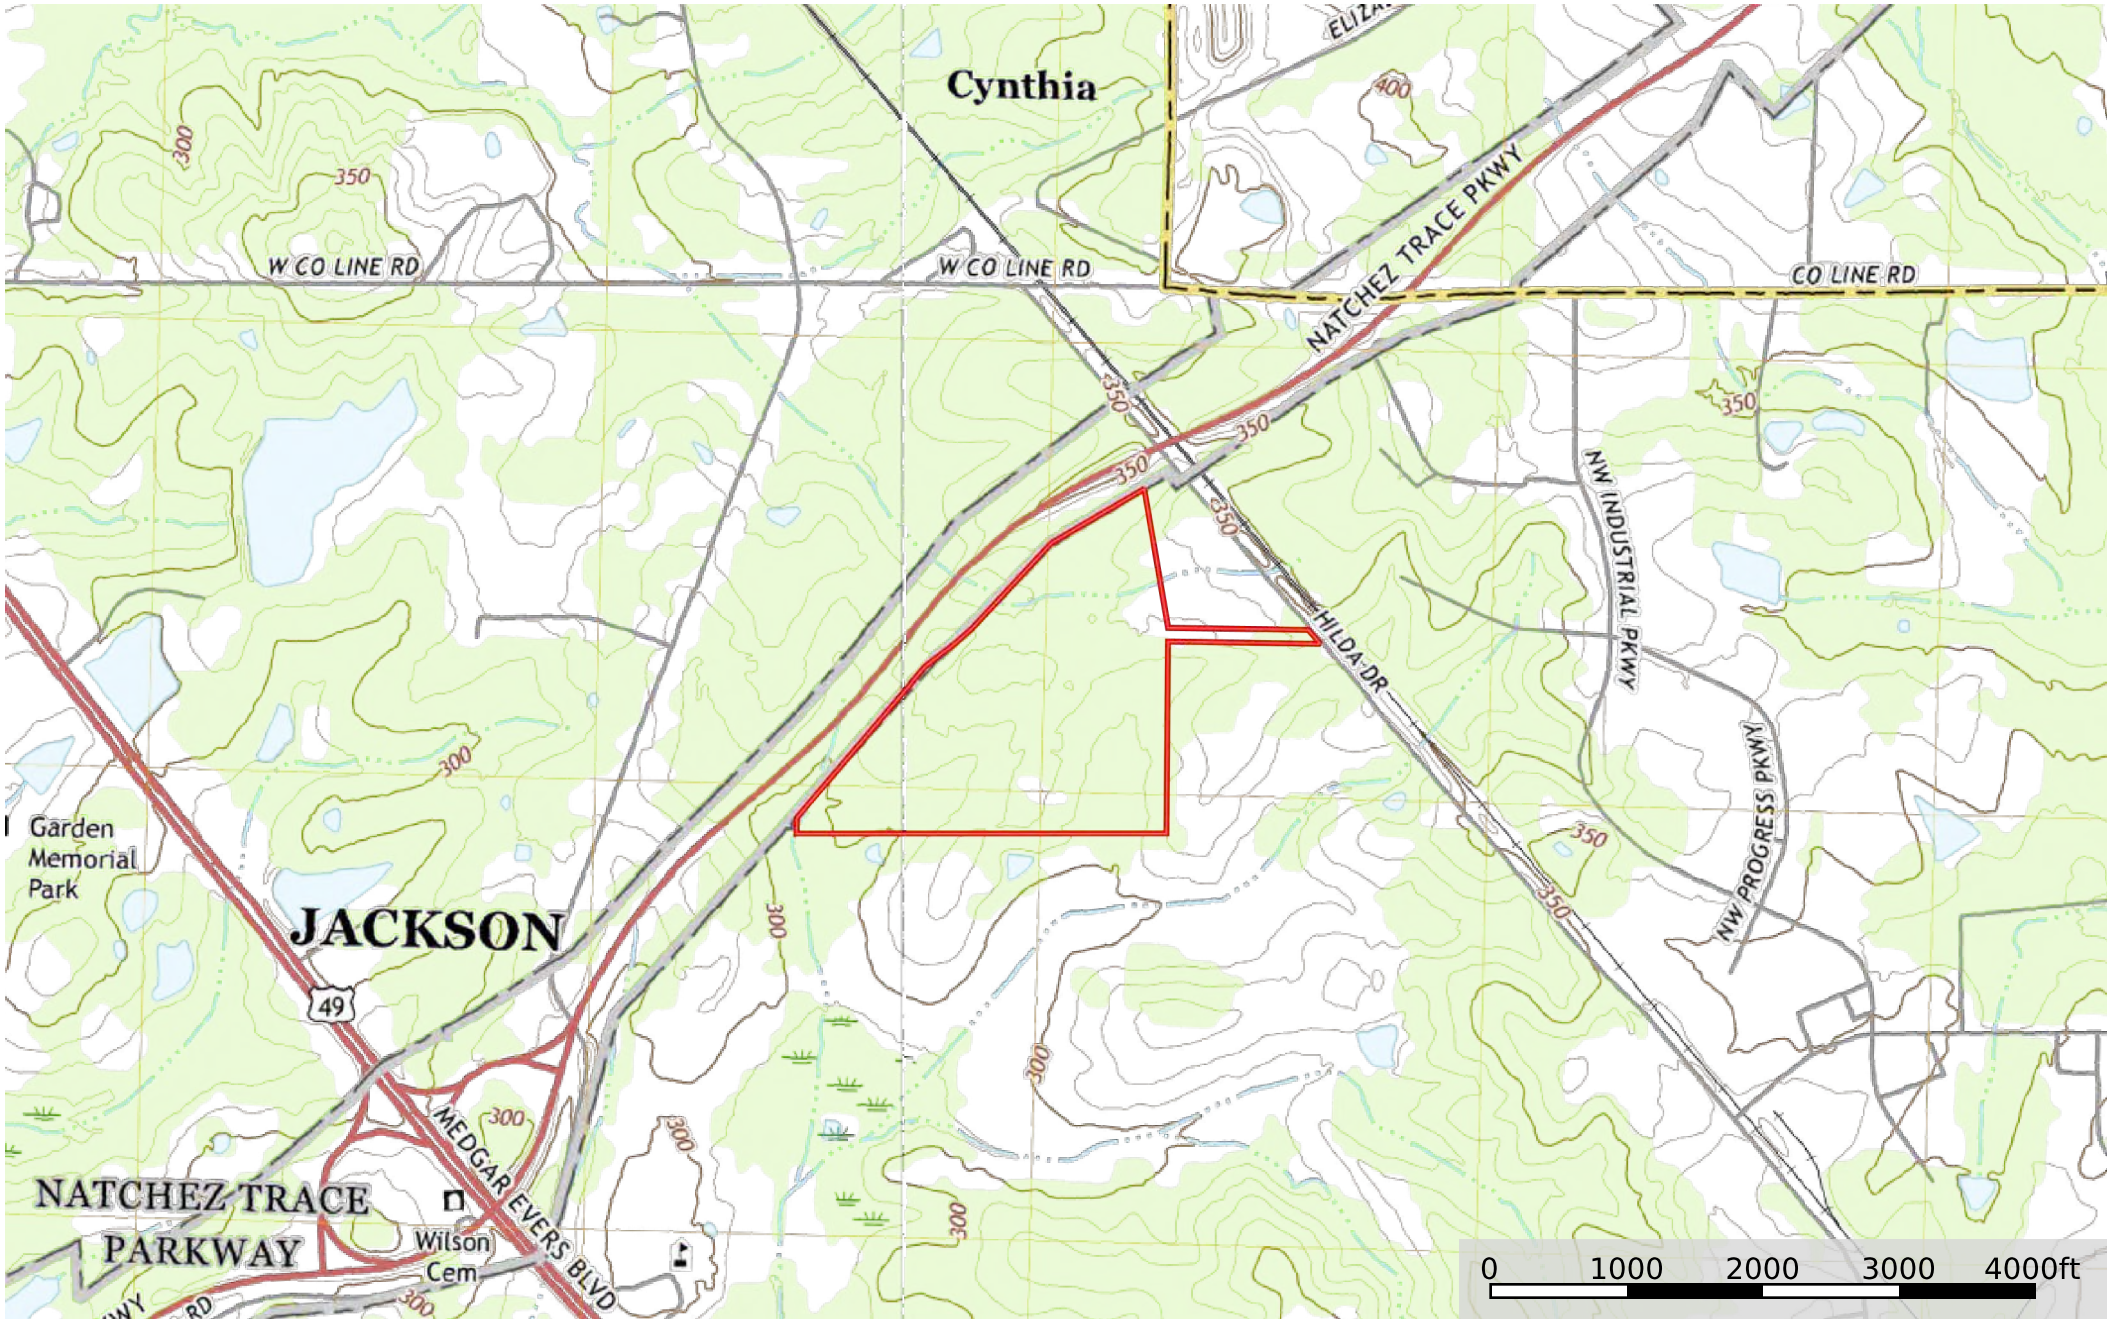 Cynthia
400
300
350
W CO LINE RD
W CO LINE RD
CO LINE RD
NATCHEZ TRACE PKWY
350
350
350
350
350
NW INDUSTRIAL PKWY
HILDA DR
300
350
NW PROGRESS PKWY
350
Garden
Memorial
Park
JACKSON
49
300
300
300
300
300
MEDGAR EVERS BLVD
NATCHEZ TRACE
PARKWAY
Wilson
Cem
300
RD
0 1000 2000 3000 4000ft